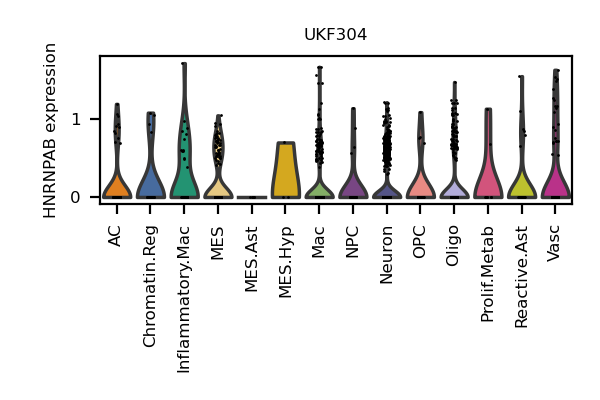 UKF304
HNRNPAB expression
1
0
AC
Chromatin.Reg
Inflammatory.Mac
MES
MES.Ast
MES.Hyp
Mac
NPC
Neuron
OPC
Oligo
Prolif.Metab
Reactive.Ast
Vasc